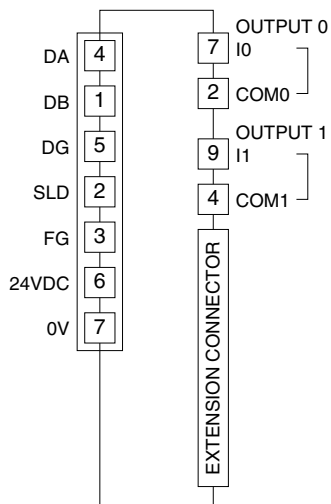 DA 4
DB 1
DG 5
SLD 2
FG 3
24VDC 6
0V 7
OUTPUT 0
7 I0
2 COM0
OUTPUT 1
9 I1
4 COM1
EXTENSION CONNECTOR